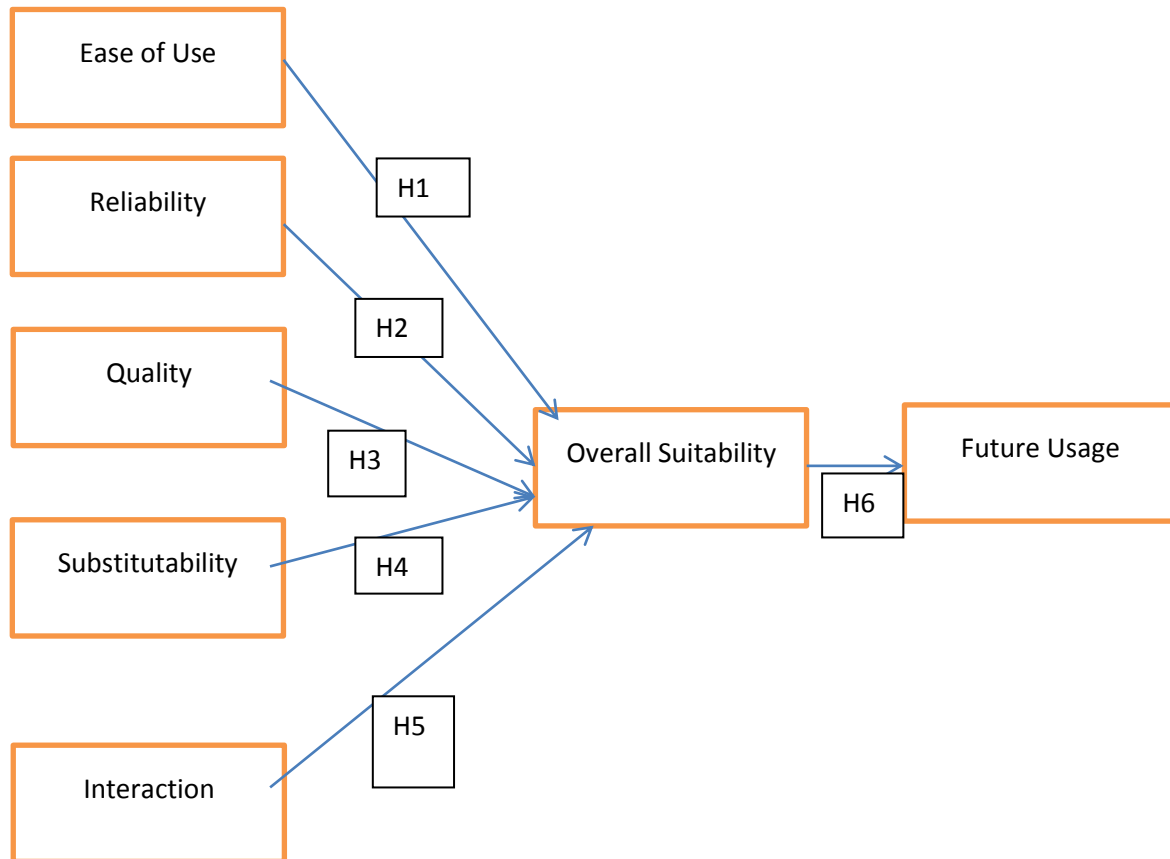 Ease of Use
H1
Reliability
H2
Quality
H3
Overall Suitability
Future Usage
H6
Substitutability
H4
H5
Interaction